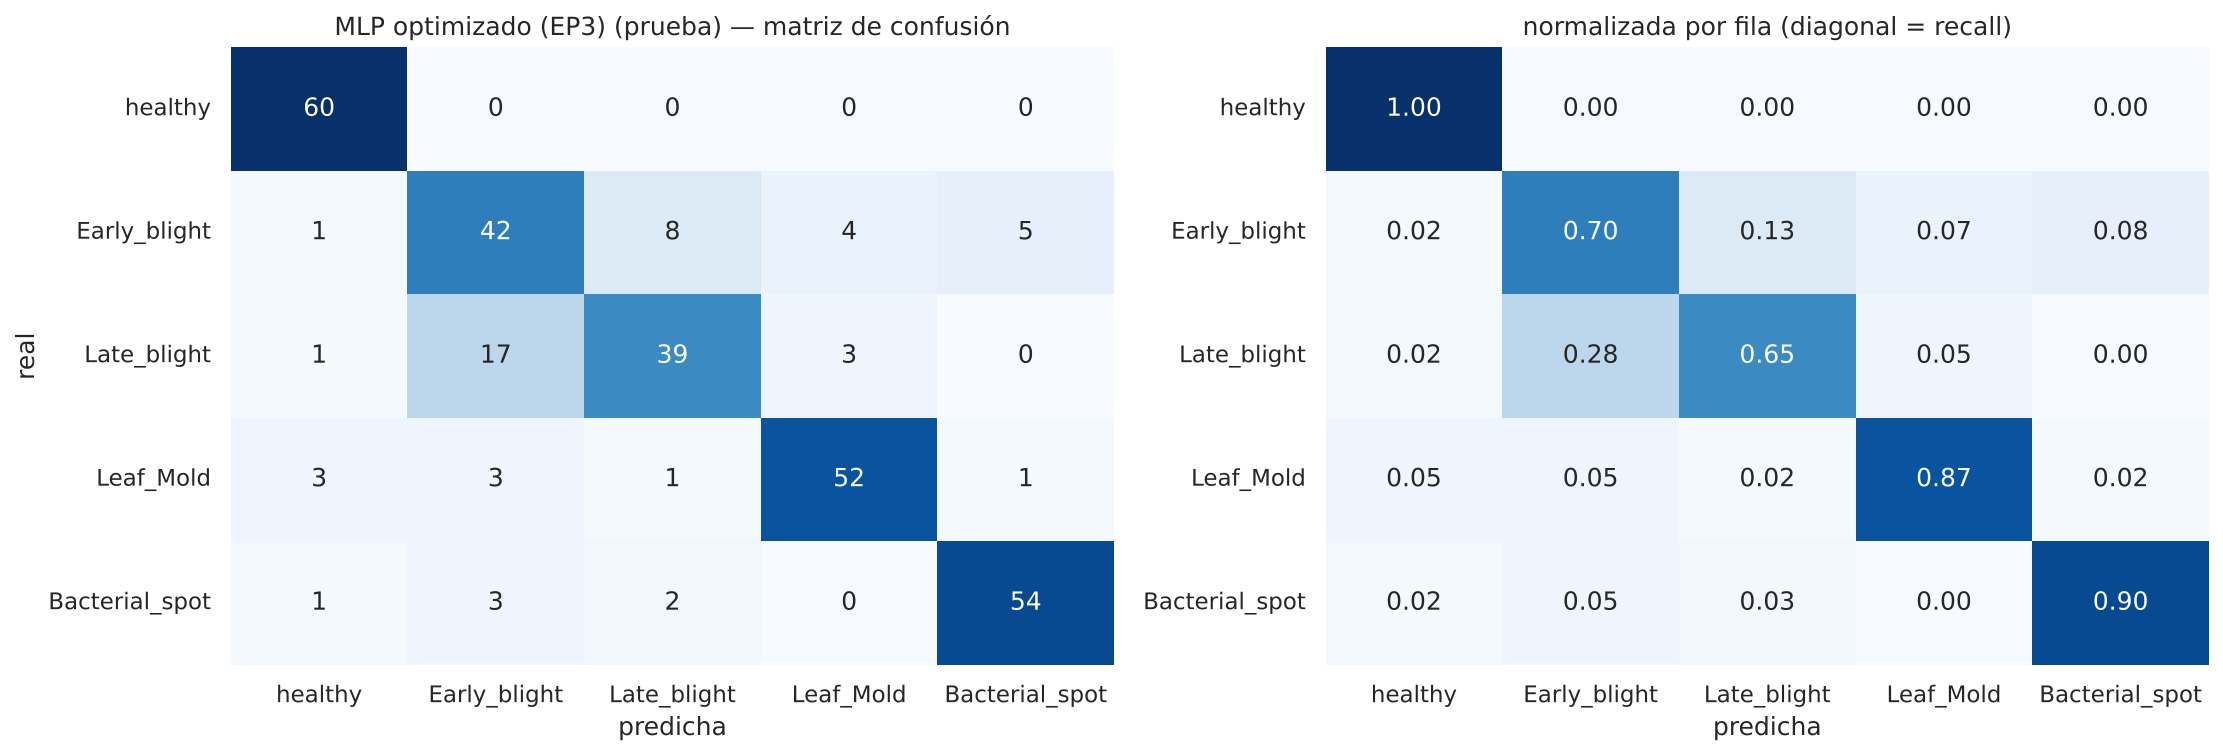 MLP optimizado (EP3) (prueba) — matriz de confusión
healthy 60 0 0 0 0
Early_blight 1 42 8 4 5
Late_blight 1 17 39 3 0
Leaf_Mold 3 3 1 52 1
Bacterial_spot 1 3 2 0 54
real
healthy Early_blight Late_blight Leaf_Mold Bacterial_spot
predicha
normalizada por fila (diagonal = recall)
healthy 1.00 0.00 0.00 0.00 0.00
Early_blight 0.02 0.70 0.13 0.07 0.08
Late_blight 0.02 0.28 0.65 0.05 0.00
Leaf_Mold 0.05 0.05 0.02 0.87 0.02
Bacterial_spot 0.02 0.05 0.03 0.00 0.90
healthy Early_blight Late_blight Leaf_Mold Bacterial_spot
predicha